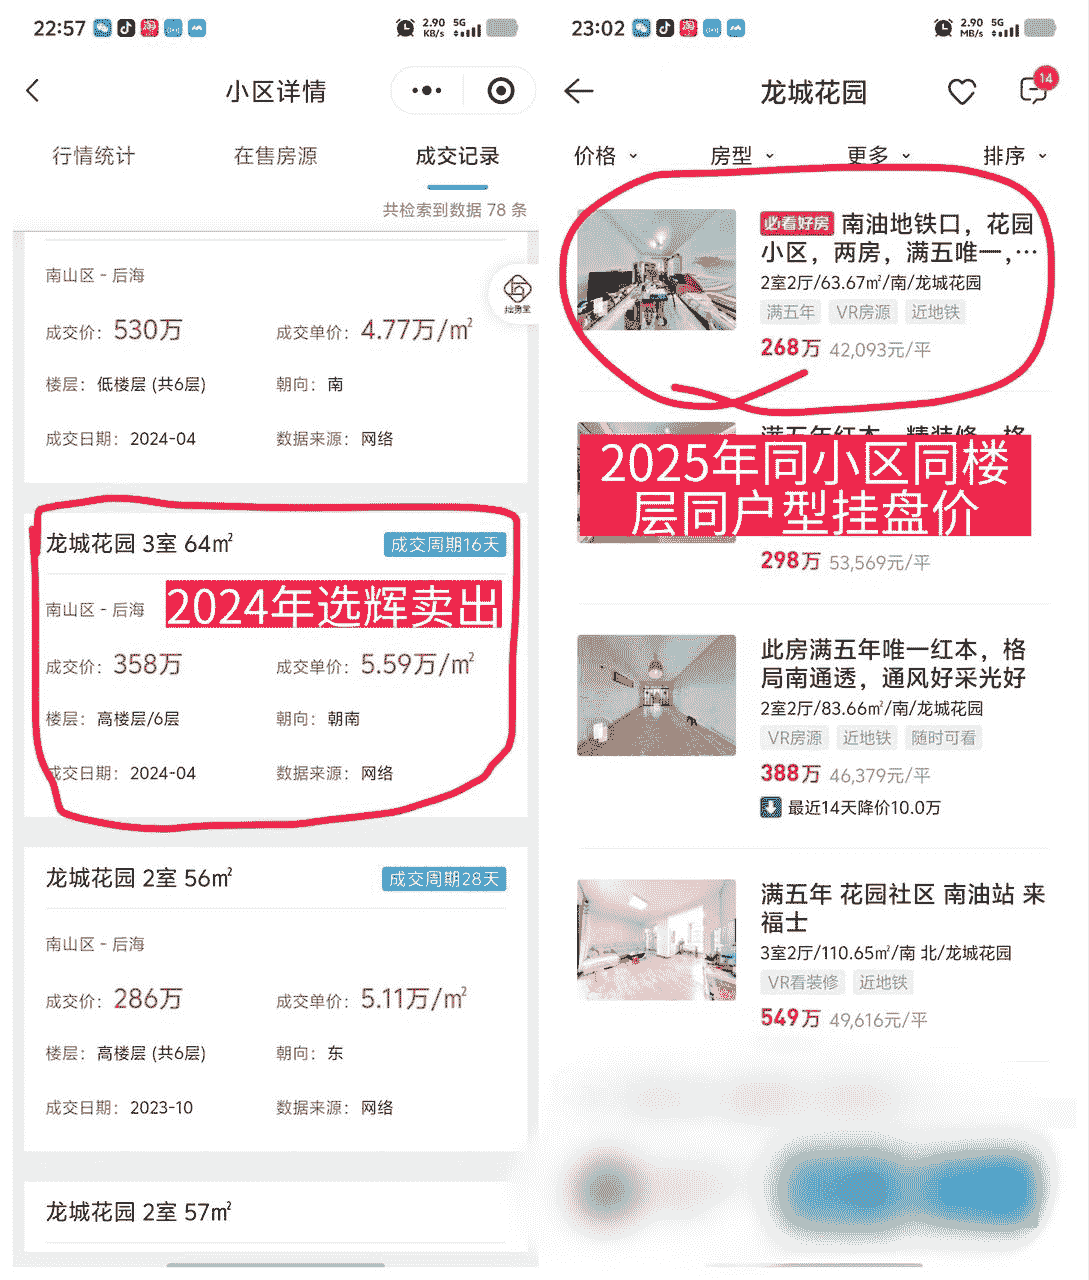 22:57
2.90 KB/s 5G
小区详情
行情统计 在售房源 成交记录
共检索到数据 78 条
南山区 - 后海
成交价：530万 成交单价：4.77万/㎡
楼层：低楼层 (共6层) 朝向：南
成交日期：2024-04 数据来源：网络
龙城花园 3室 64㎡ 成交周期16天
南山区 - 后海 2024年选辉卖出
成交价：358万 成交单价：5.59万/㎡
楼层：高楼层/6层 朝向：朝南
成交日期：2024-04 数据来源：网络
龙城花园 2室 56㎡ 成交周期28天
南山区 - 后海
成交价：286万 成交单价：5.11万/㎡
楼层：高楼层 (共6层) 朝向：东
成交日期：2023-10 数据来源：网络
龙城花园 2室 57㎡
23:02
2.90 MB/s 5G
龙城花园
14
价格 房型 更多 排序
必看好房 南油地铁口，花园
小区，两房，满五唯一,…
2室2厅/63.67㎡/南/龙城花园
满五年 VR房源 近地铁
268万 42,093元/平
2025年同小区同楼
层同户型挂盘价
298万 53,569元/平
此房满五年唯一红本，格
局南通透，通风好采光好
2室2厅/83.66㎡/南/龙城花园
VR房源 近地铁 随时可看
388万 46,379元/平
最近14天降价10.0万
满五年 花园社区 南油站 来
福士
3室2厅/110.65㎡/南 北/龙城花园
VR看装修 近地铁
549万 49,616元/平